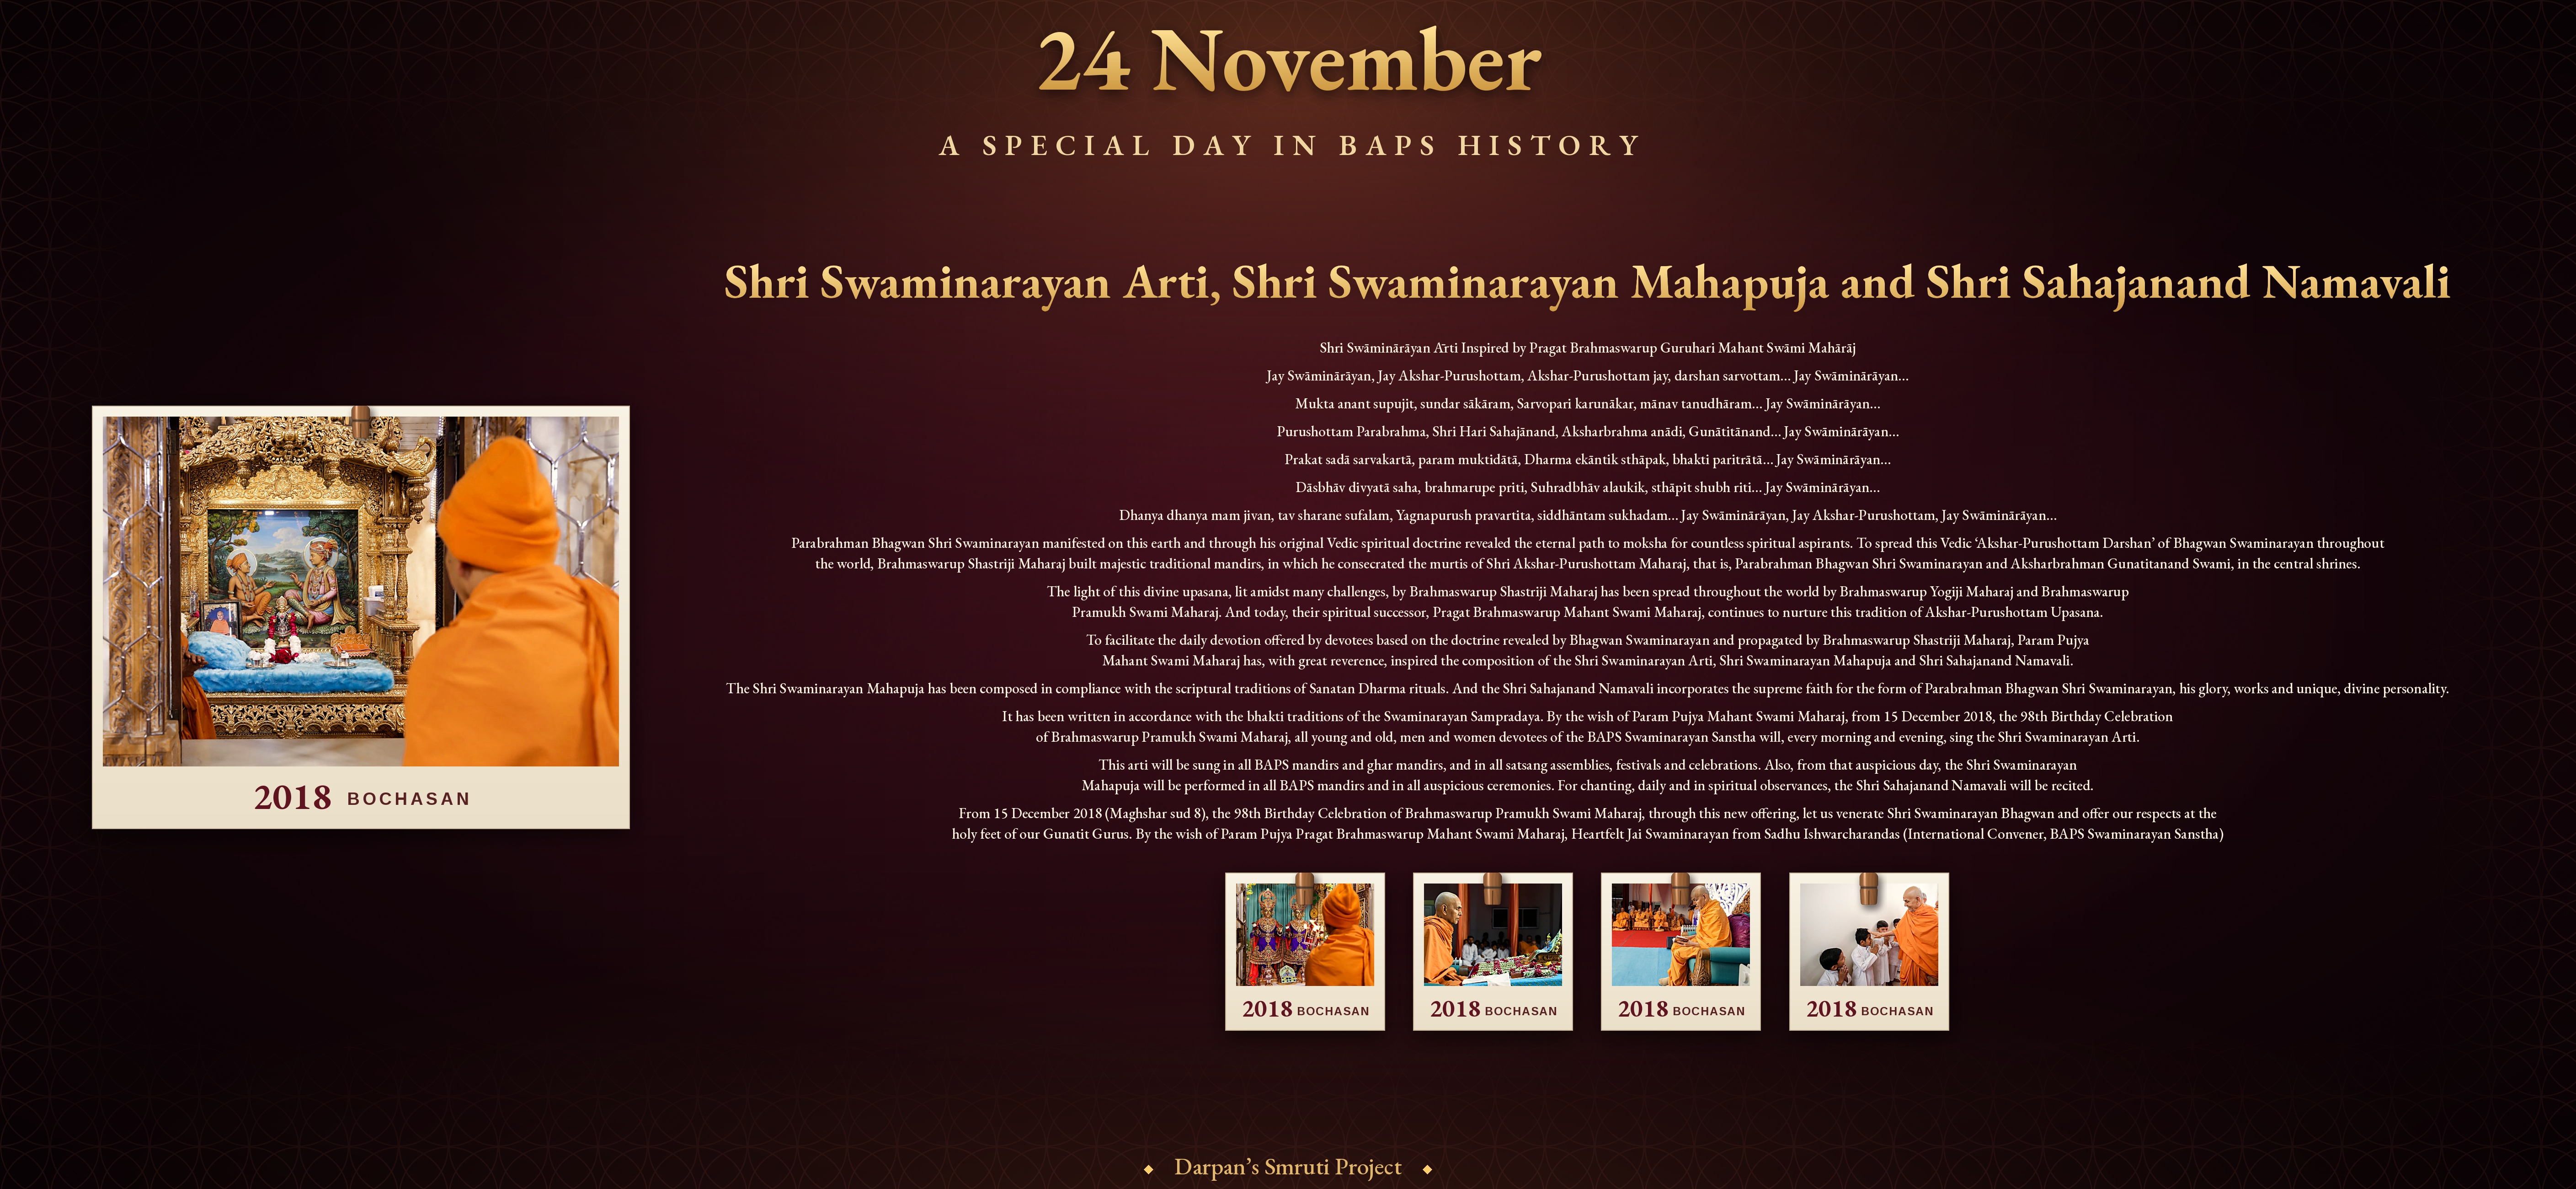 24 November
A SPECIAL DAY IN BAPS HISTORY
Shri Swaminarayan Arti, Shri Swaminarayan Mahapuja and Shri Sahajanand Namavali
Shri Swāminārāyan Ārti Inspired by Pragat Brahmaswarup Guruhari Mahant Swāmi Mahārāj
Jay Swāminārāyan, Jay Akshar-Purushottam, Akshar-Purushottam jay, darshan sarvottam... Jay Swāminārāyan...
Mukta anant supujit, sundar sākāram, Sarvopari karunākar, mānav tanudhāram... Jay Swāminārāyan...
Purushottam Parabrahma, Shri Hari Sahajānand, Aksharbrahma anādi, Gunātitānand... Jay Swāminārāyan...
Prakat sadā sarvakartā, param muktidātā, Dharma ekāntik sthāpak, bhakti paritrātā... Jay Swāminārāyan...
Dāsbhāv divyatā saha, brahmarupe priti, Suhradbhāv alaukik, sthāpit shubh riti... Jay Swāminārāyan...
Dhanya dhanya mam jivan, tav sharane sufalam, Yagnapurush pravartita, siddhāntam sukhadam... Jay Swāminārāyan, Jay Akshar-Purushottam, Jay Swāminārāyan...
Parabrahman Bhagwan Shri Swaminarayan manifested on this earth and through his original Vedic spiritual doctrine revealed the eternal path to moksha for countless spiritual aspirants. To spread this Vedic ‘Akshar-Purushottam Darshan’ of Bhagwan Swaminarayan throughout
the world, Brahmaswarup Shastriji Maharaj built majestic traditional mandirs, in which he consecrated the murtis of Shri Akshar-Purushottam Maharaj, that is, Parabrahman Bhagwan Shri Swaminarayan and Aksharbrahman Gunatitanand Swami, in the central shrines.
The light of this divine upasana, lit amidst many challenges, by Brahmaswarup Shastriji Maharaj has been spread throughout the world by Brahmaswarup Yogiji Maharaj and Brahmaswarup
Pramukh Swami Maharaj. And today, their spiritual successor, Pragat Brahmaswarup Mahant Swami Maharaj, continues to nurture this tradition of Akshar-Purushottam Upasana.
To facilitate the daily devotion offered by devotees based on the doctrine revealed by Bhagwan Swaminarayan and propagated by Brahmaswarup Shastriji Maharaj, Param Pujya
Mahant Swami Maharaj has, with great reverence, inspired the composition of the Shri Swaminarayan Arti, Shri Swaminarayan Mahapuja and Shri Sahajanand Namavali.
The Shri Swaminarayan Mahapuja has been composed in compliance with the scriptural traditions of Sanatan Dharma rituals. And the Shri Sahajanand Namavali incorporates the supreme faith for the form of Parabrahman Bhagwan Shri Swaminarayan, his glory, works and unique, divine personality.
It has been written in accordance with the bhakti traditions of the Swaminarayan Sampradaya. By the wish of Param Pujya Mahant Swami Maharaj, from 15 December 2018, the 98th Birthday Celebration
of Brahmaswarup Pramukh Swami Maharaj, all young and old, men and women devotees of the BAPS Swaminarayan Sanstha will, every morning and evening, sing the Shri Swaminarayan Arti.
This arti will be sung in all BAPS mandirs and ghar mandirs, and in all satsang assemblies, festivals and celebrations. Also, from that auspicious day, the Shri Swaminarayan
Mahapuja will be performed in all BAPS mandirs and in all auspicious ceremonies. For chanting, daily and in spiritual observances, the Shri Sahajanand Namavali will be recited.
From 15 December 2018 (Maghshar sud 8), the 98th Birthday Celebration of Brahmaswarup Pramukh Swami Maharaj, through this new offering, let us venerate Shri Swaminarayan Bhagwan and offer our respects at the
holy feet of our Gunatit Gurus. By the wish of Param Pujya Pragat Brahmaswarup Mahant Swami Maharaj, Heartfelt Jai Swaminarayan from Sadhu Ishwarcharandas (International Convener, BAPS Swaminarayan Sanstha)
2018 BOCHASAN
2018 BOCHASAN
2018 BOCHASAN
2018 BOCHASAN
2018 BOCHASAN
Darpan’s Smruti Project